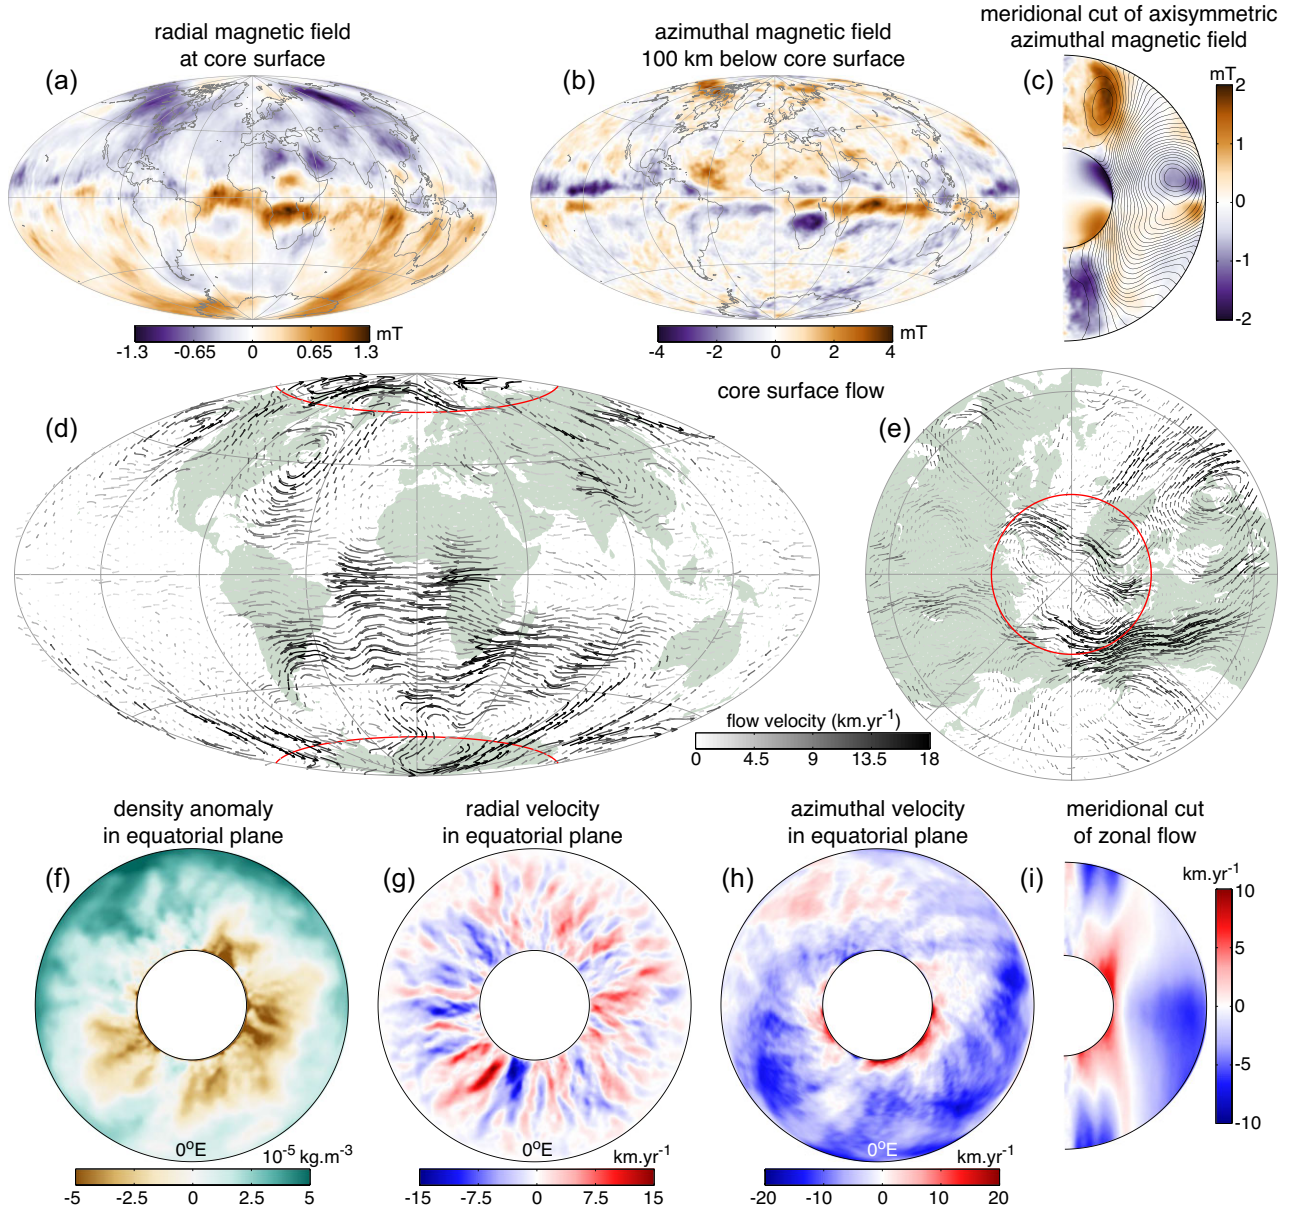 radial magnetic field
at core surface
azimuthal magnetic field
100 km below core surface
meridional cut of axisymmetric
azimuthal magnetic field
(a)
(b)
(c)
mT
2
1
0
-1
-2
-1.3
-0.65
0
0.65
1.3
mT
-4
-2
0
2
4
mT
core surface flow
(d)
(e)
flow velocity (km.yr⁻¹)
0
4.5
9
13.5
18
density anomaly
in equatorial plane
radial velocity
in equatorial plane
azimuthal velocity
in equatorial plane
meridional cut
of zonal flow
(f)
(g)
(h)
(i)
km.yr⁻¹
10
5
0
-5
-10
0°E
10⁻⁵ kg.m⁻³
-5
-2.5
0
2.5
5
0°E
km.yr⁻¹
-15
-7.5
0
7.5
15
0°E
km.yr⁻¹
-20
-10
0
10
20